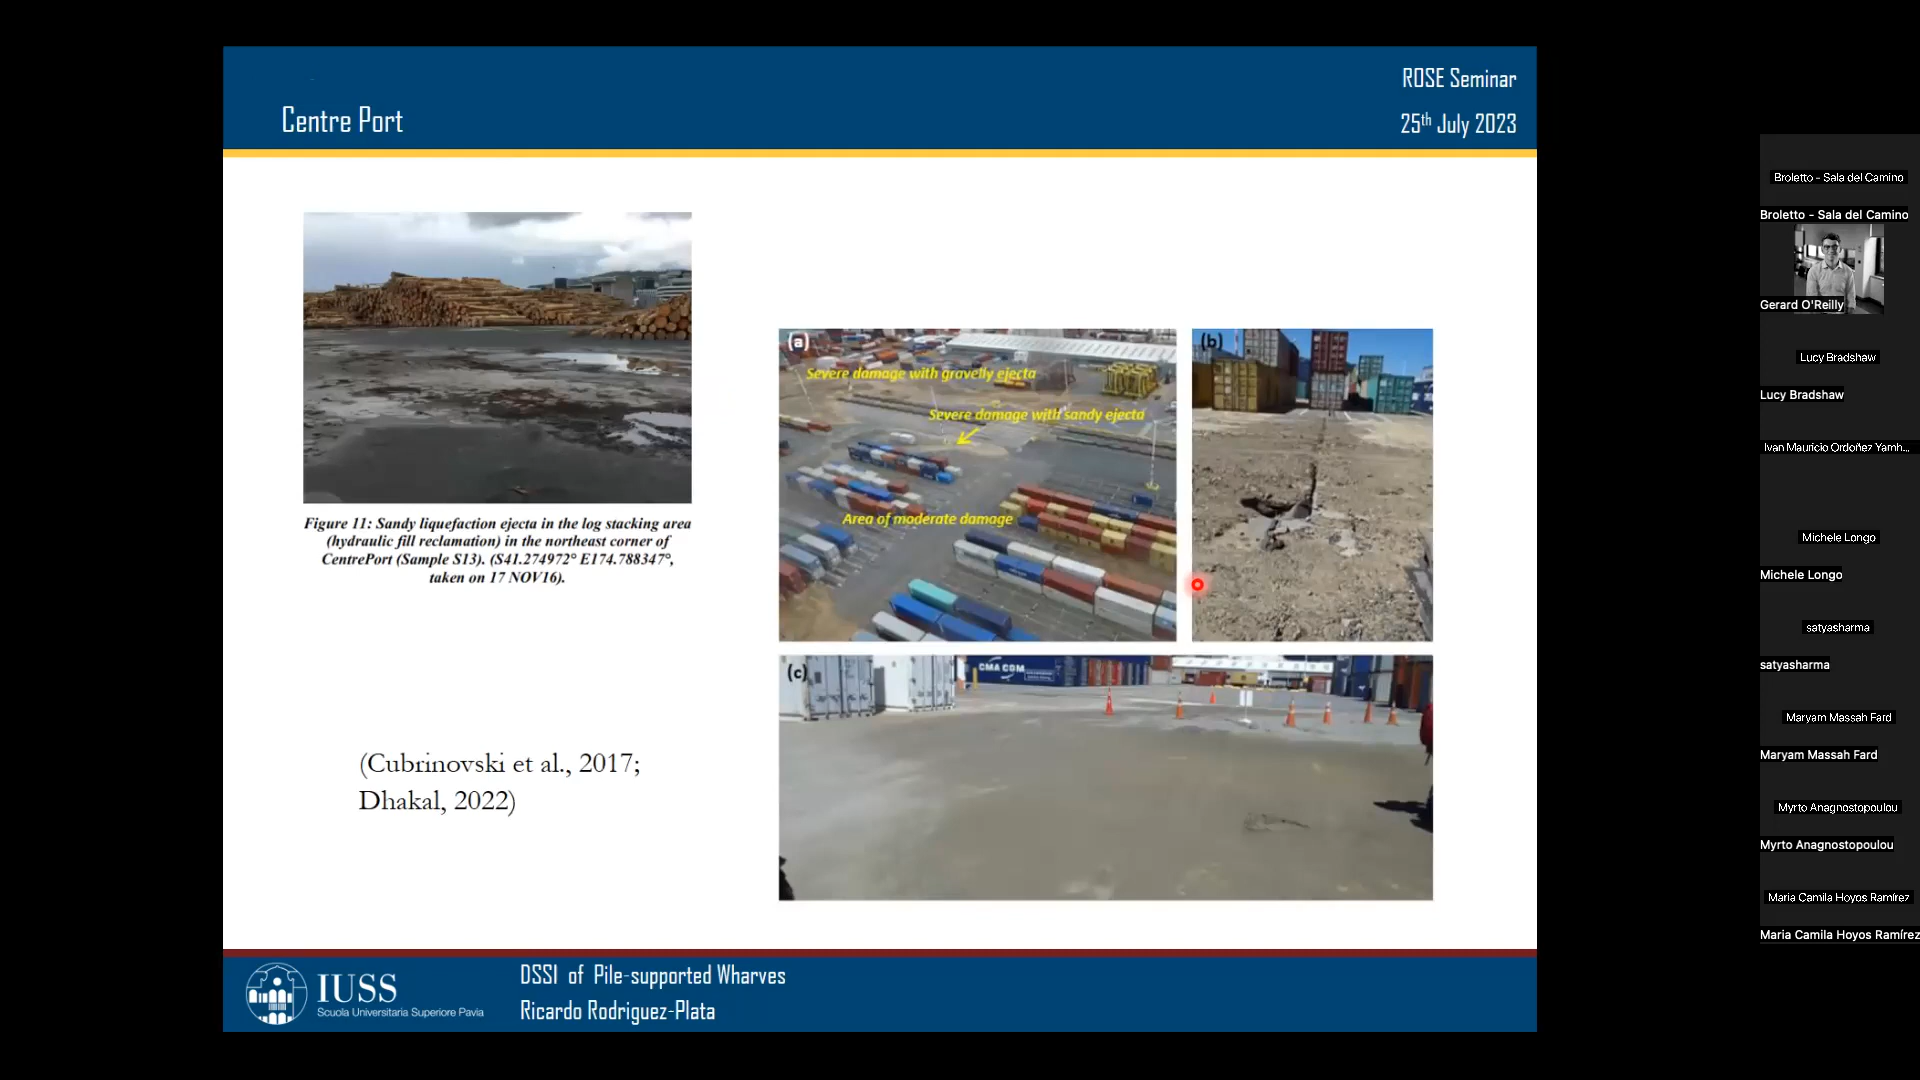 Centre Port
ROSE Seminar
25th July 2023
Figure 11: Sandy liquefaction ejecta in the log stacking area
(hydraulic fill reclamation) in the northeast corner of
CentrePort (Sample S13). (S41.274972° E174.788347°,
taken on 17 NOV16).
(Cubrinovski et al., 2017;
Dhakal, 2022)
(a)
Severe damage with gravelly ejecta
Severe damage with sandy ejecta
Area of moderate damage
(b)
(c)
CMA CGM
IUSS
Scuola Universitaria Superiore Pavia
DSSI of Pile-supported Wharves
Ricardo Rodriguez-Plata
Broletto - Sala del Camino
Broletto - Sala del Camino
Gerard O'Reilly
Lucy Bradshaw
Lucy Bradshaw
Ivan Mauricio Ordoñez Yamh...
Michele Longo
Michele Longo
satyasharma
satyasharma
Maryam Massah Fard
Maryam Massah Fard
Myrto Anagnostopoulou
Myrto Anagnostopoulou
Maria Camila Hoyos Ramírez
Maria Camila Hoyos Ramírez